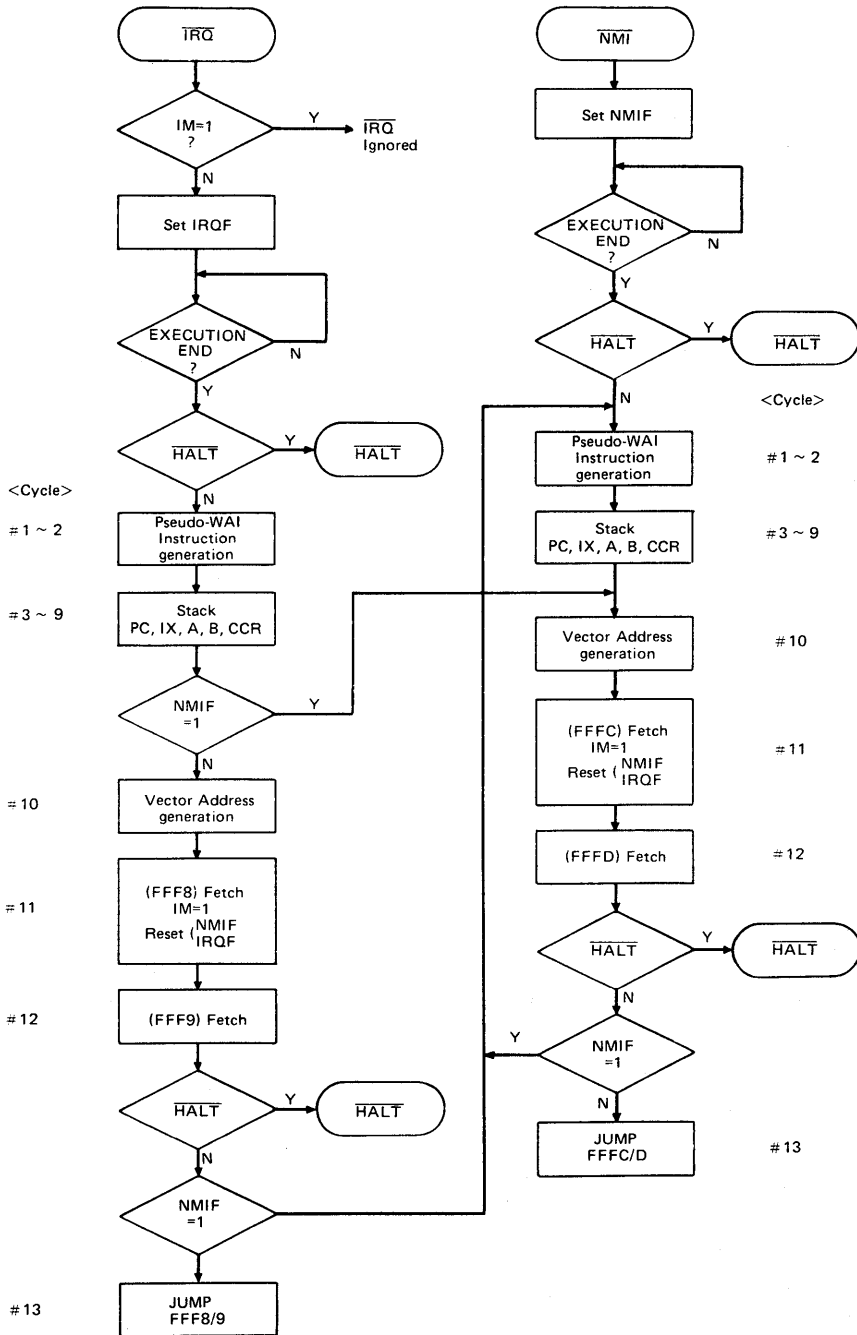 IRQ
IM=1
?
Y
IRQ
Ignored
N
Set IRQF
EXECUTION
END
?
N
Y
HALT
Y
HALT
<Cycle>
N
#1 ~ 2
Pseudo-WAI
Instruction
generation
#3 ~ 9
Stack
PC, IX, A, B, CCR
NMIF
=1
Y
N
#10
Vector Address
generation
#11
(FFF8) Fetch
IM=1
Reset (NMIF
IRQF
#12
(FFF9) Fetch
HALT
Y
HALT
N
NMIF
=1
#13
JUMP
FFF8/9
NMI
Set NMIF
EXECUTION
END
?
N
Y
HALT
Y
HALT
N
<Cycle>
Pseudo-WAI
Instruction
generation
#1 ~ 2
Stack
PC, IX, A, B, CCR
#3 ~ 9
Vector Address
generation
#10
(FFFC) Fetch
IM=1
Reset (NMIF
IRQF
#11
(FFFD) Fetch
#12
HALT
Y
HALT
N
Y
NMIF
=1
N
JUMP
FFFC/D
#13